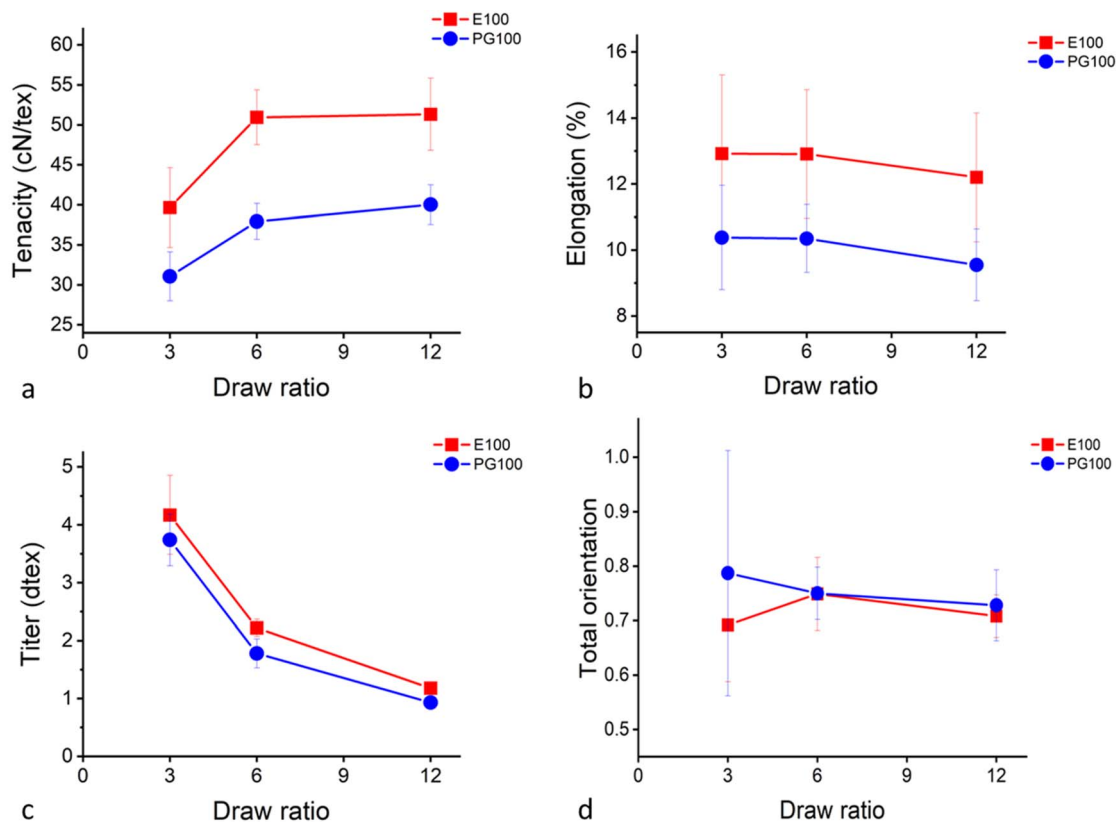 E100
PG100
Tenacity (cN/tex)
60
55
50
45
40
35
30
25
0 3 6 9 12
Draw ratio
a
E100
PG100
Elongation (%)
16
14
12
10
8
0 3 6 9 12
Draw ratio
b
E100
PG100
Titer (dtex)
5
4
3
2
1
0
0 3 6 9 12
Draw ratio
c
E100
PG100
Total orientation
1.0
0.9
0.8
0.7
0.6
0.5
0 3 6 9 12
Draw ratio
d